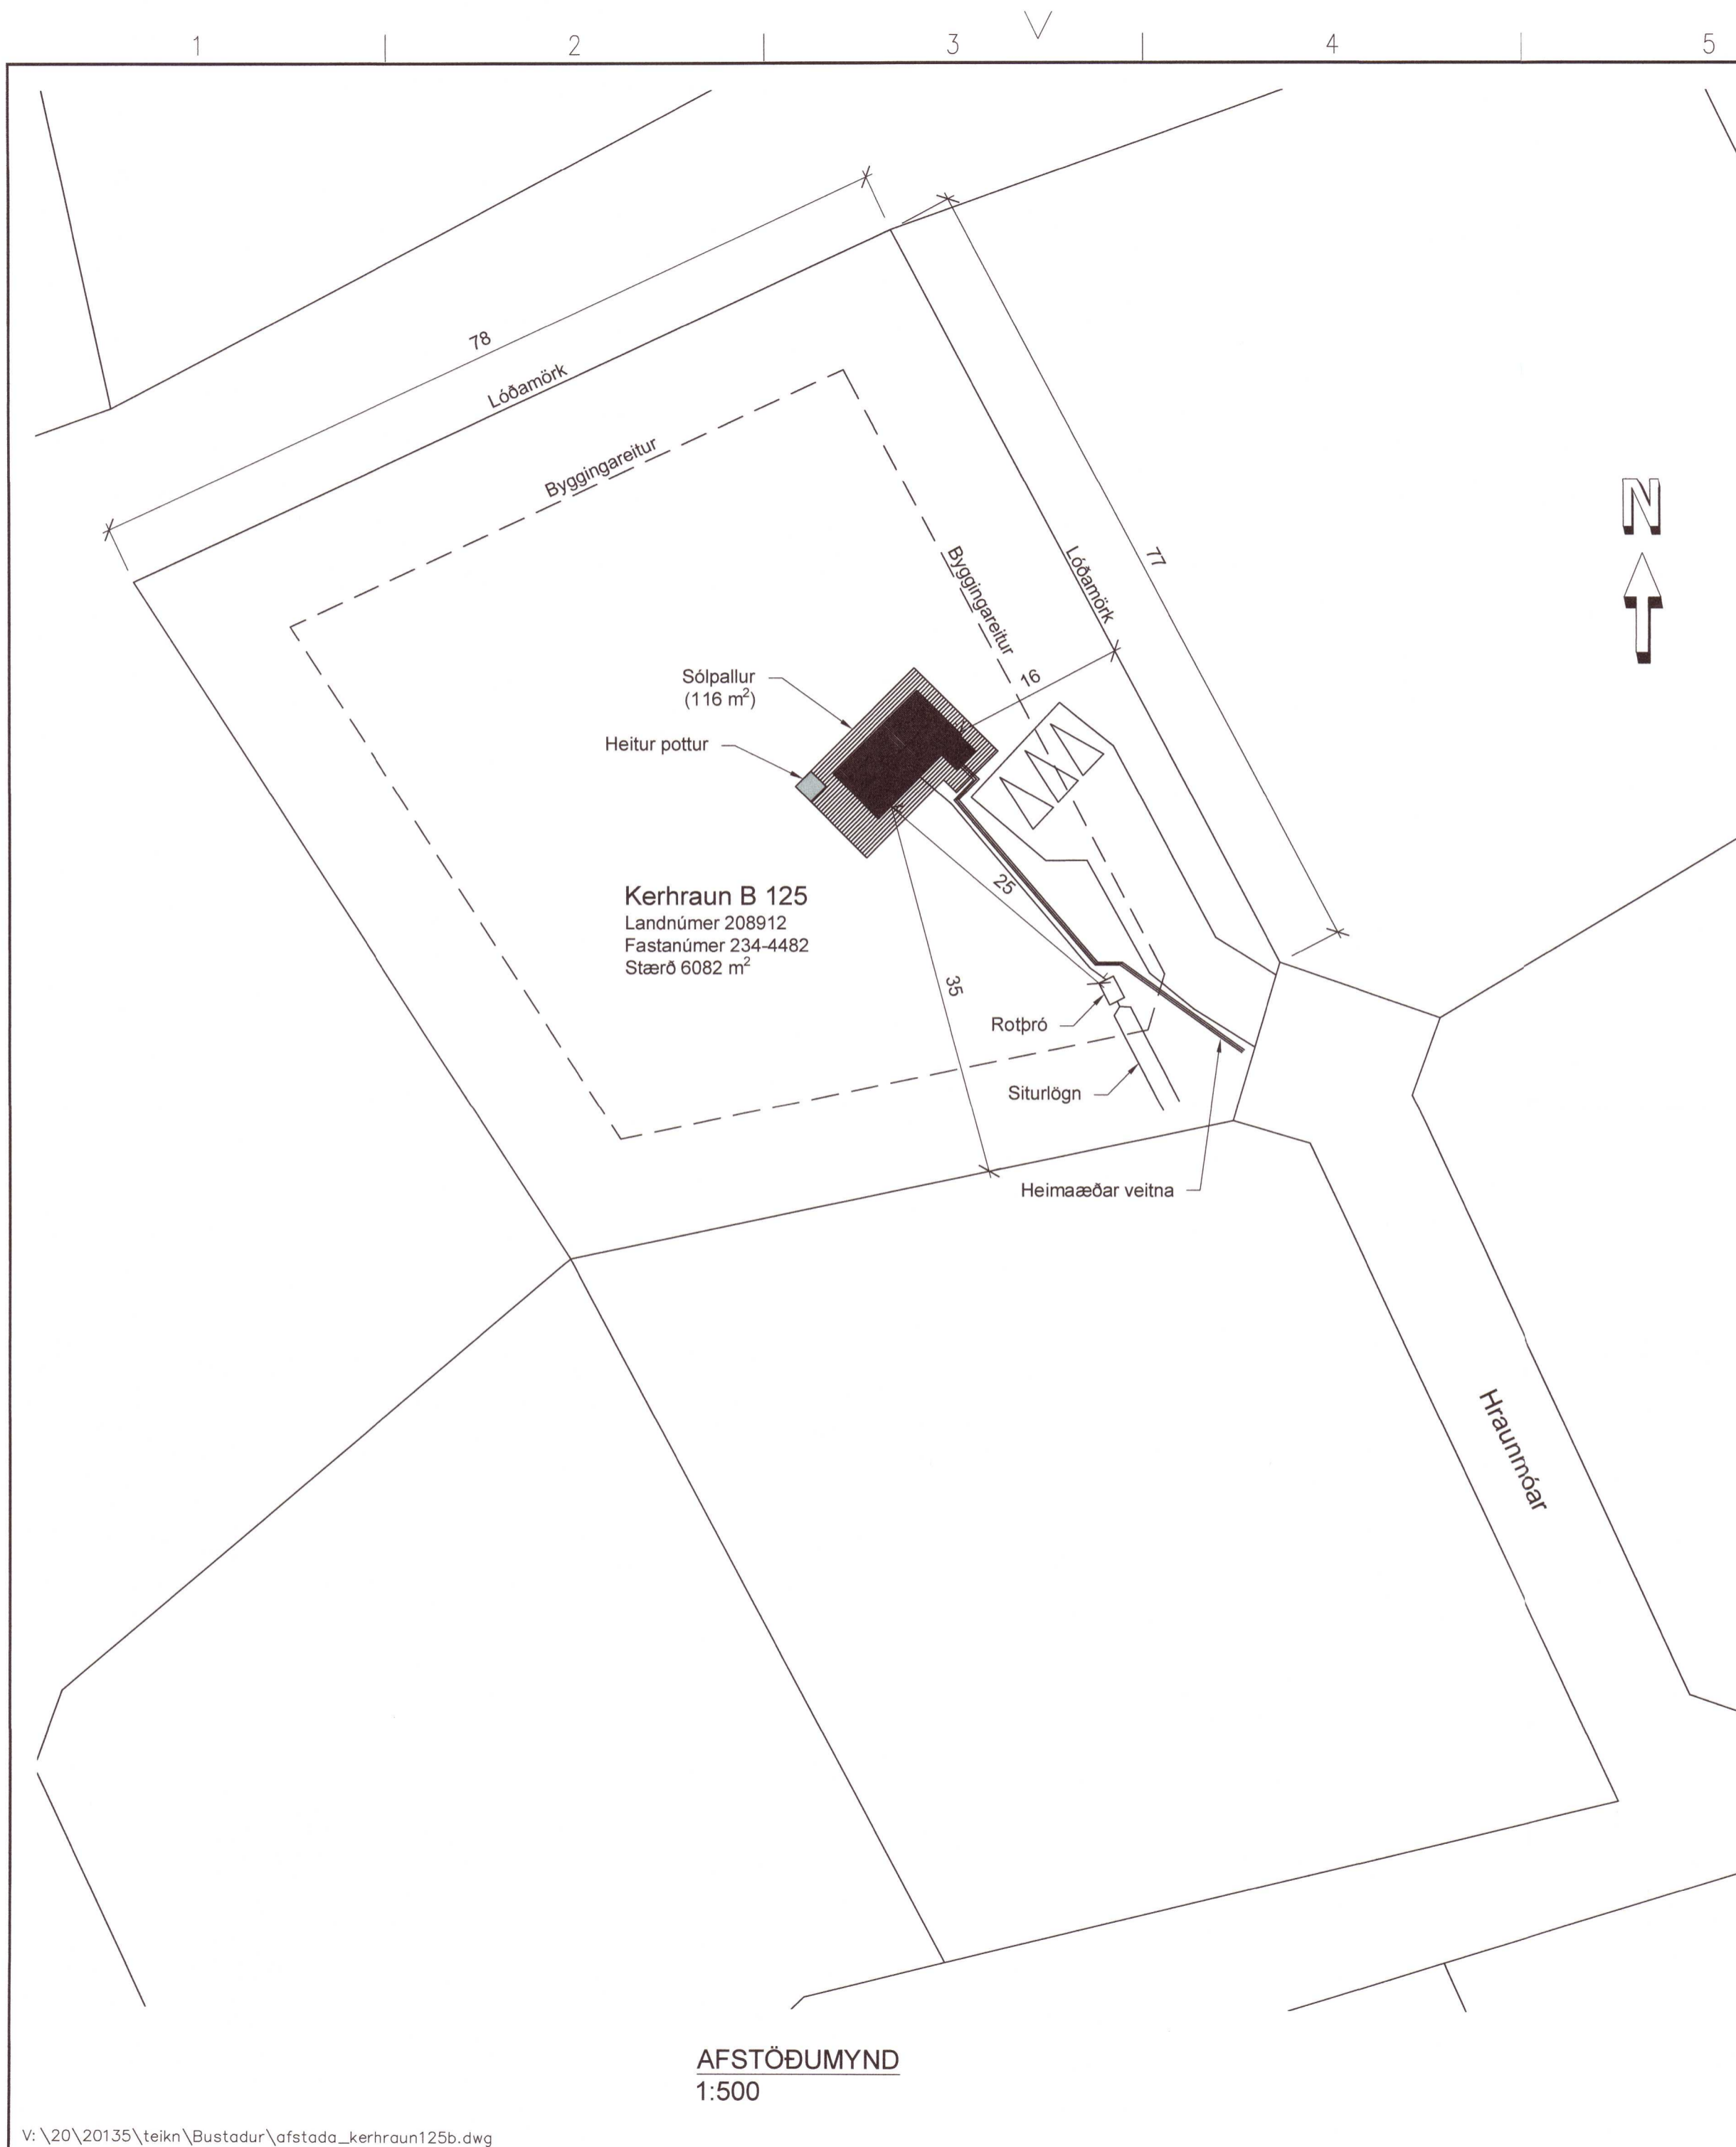 1 2 3 4 5
78
Lóðamörk
Byggingareitur
N
Byggingareitur
Lóðamörk
77
16
Sólpallur
(116 m²)
Heitur pottur
Kerhraun B 125
Landnúmer 208912
Fastanúmer 234-4482
Stærð 6082 m²
25
35
Rotþró
Siturlögn
Heimaæðar veitna
Hraunmóar
AFSTÖÐUMYND
1:500
V:\20\20135\teikn\Bustadur\afstada_kerhraun125b.dwg